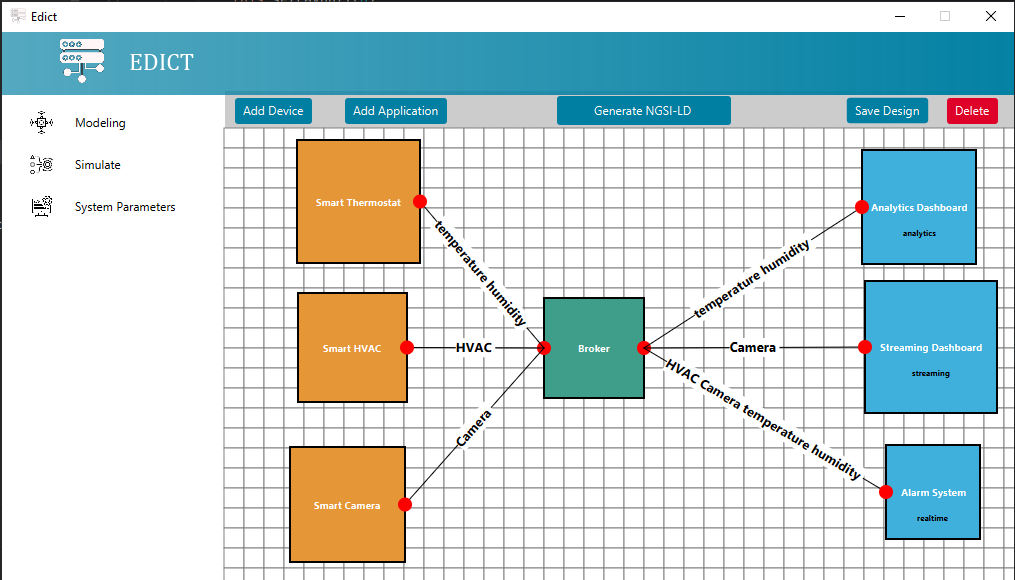 Edict
EDICT
Modeling
Simulate
System Parameters
Add Device
Add Application
Generate NGSI-LD
Save Design
Delete
Smart Thermostat
temperature humidity
Smart HVAC
HVAC
Smart Camera
Camera
Broker
temperature humidity
Camera
HVAC Camera temperature humidity
Analytics Dashboard
analytics
Streaming Dashboard
streaming
Alarm System
realtime